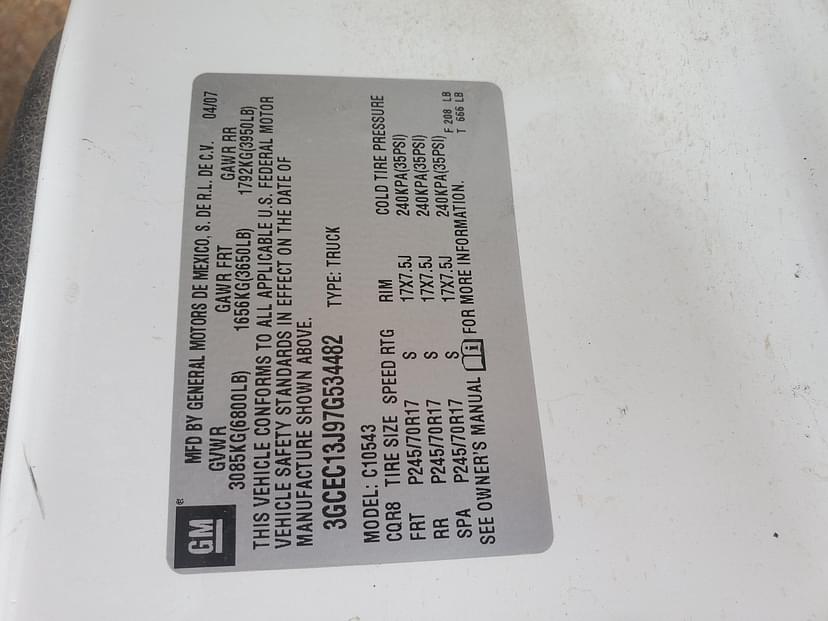 GM®
MFD BY GENERAL MOTORS DE MEXICO, S. DE R.L. DE C.V. 04/07
GVWR GAWR FRT GAWR RR
3085KG(6800LB) 1656KG(3650LB) 1792KG(3950LB)
THIS VEHICLE CONFORMS TO ALL APPLICABLE U.S. FEDERAL MOTOR
VEHICLE SAFETY STANDARDS IN EFFECT ON THE DATE OF
MANUFACTURE SHOWN ABOVE.
3GCEC13J97G534482 TYPE: TRUCK
MODEL: C10543
CQR8 TIRE SIZE SPEED RTG RIM COLD TIRE PRESSURE
FRT P245/70R17 S 17X7.5J 240KPA(35PSI)
RR P245/70R17 S 17X7.5J 240KPA(35PSI)
SPA P245/70R17 S 17X7.5J 240KPA(35PSI)
SEE OWNER'S MANUAL FOR MORE INFORMATION.
F 208 LB
T 666 LB